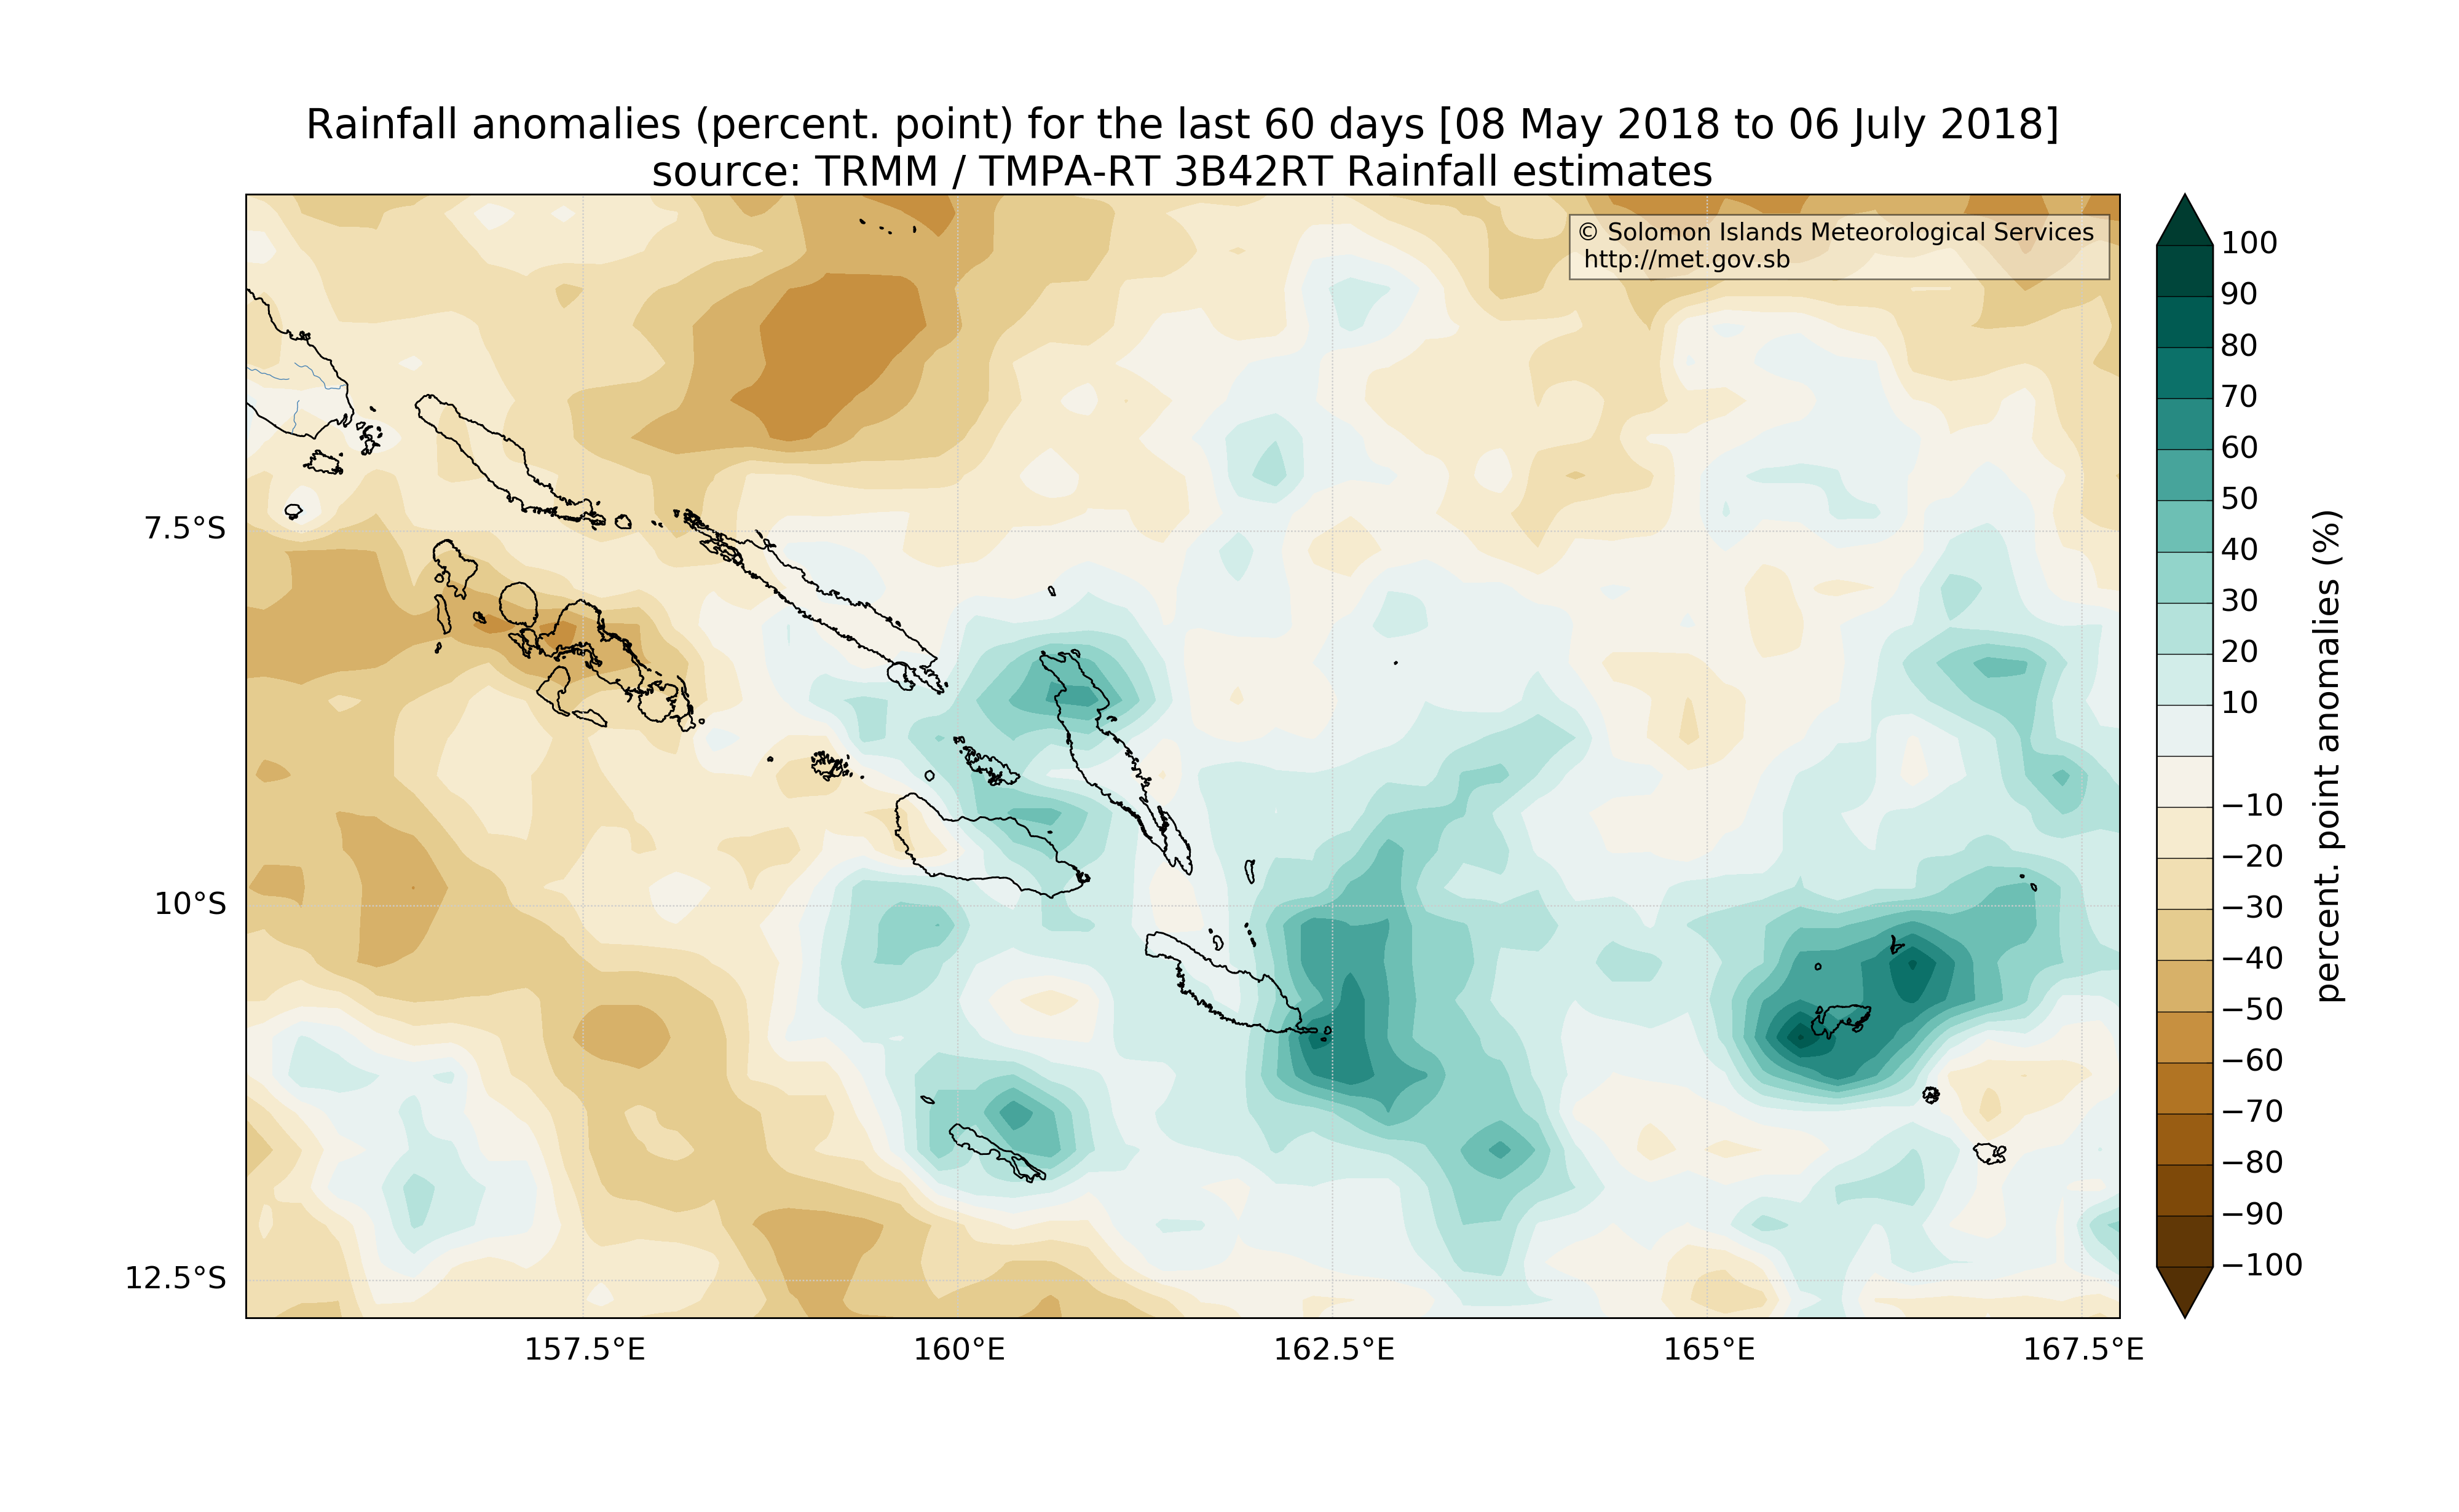 Rainfall anomalies (percent. point) for the last 60 days [08 May 2018 to 06 July 2018]
source: TRMM / TMPA-RT 3B42RT Rainfall estimates
© Solomon Islands Meteorological Services
http://met.gov.sb
7.5°S
10°S
12.5°S
157.5°E
160°E
162.5°E
165°E
167.5°E
100
90
80
70
60
50
40
30
20
10
−10
−20
−30
−40
−50
−60
−70
−80
−90
−100
percent. point anomalies (%)